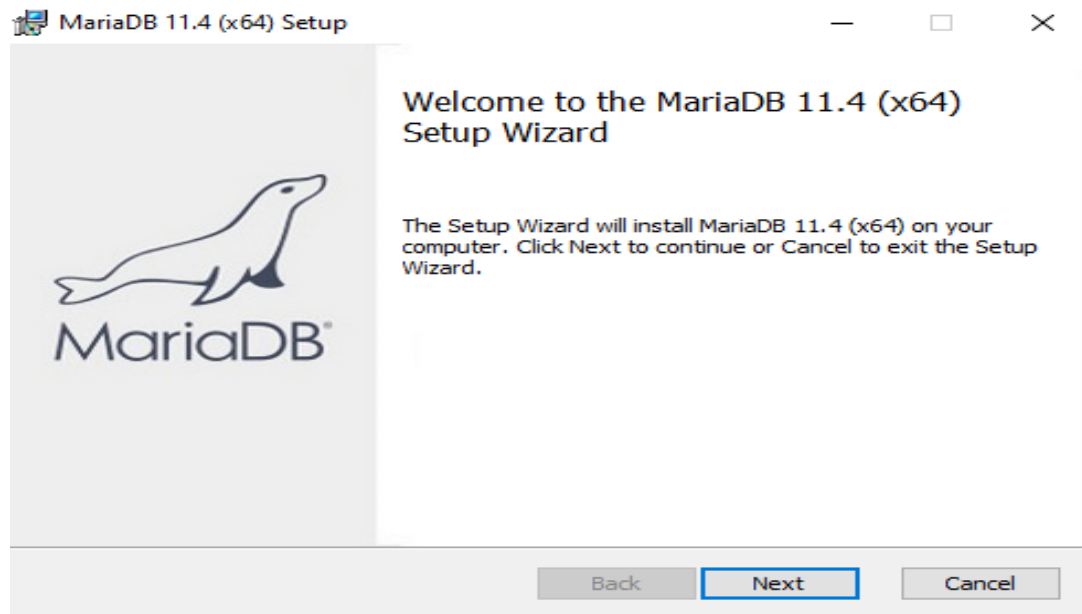 MariaDB 11.4 (x64) Setup
Welcome to the MariaDB 11.4 (x64)
Setup Wizard
The Setup Wizard will install MariaDB 11.4 (x64) on your
computer. Click Next to continue or Cancel to exit the Setup
Wizard.
MariaDB®
Back
Next
Cancel